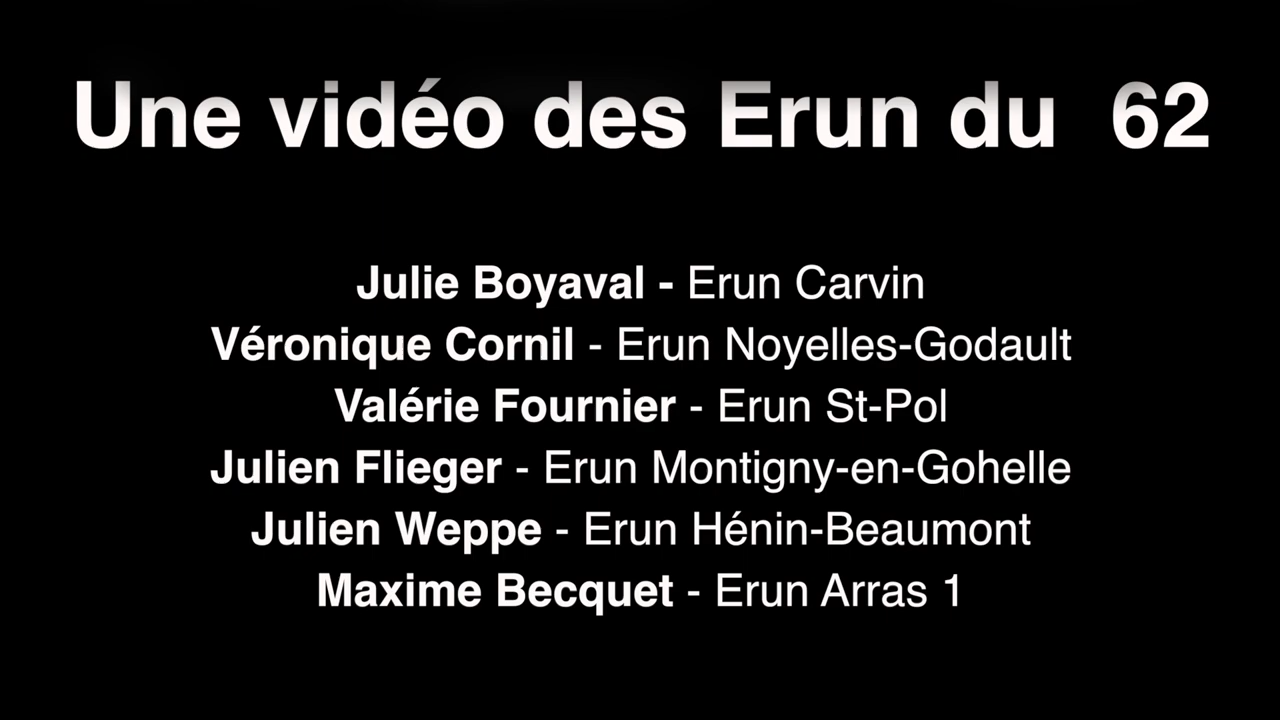 Une vidéo des Erun du  62
Julie Boyaval - Erun Carvin
Véronique Cornil - Erun Noyelles-Godault
Valérie Fournier - Erun St-Pol
Julien Flieger - Erun Montigny-en-Gohelle
Julien Weppe - Erun Hénin-Beaumont
Maxime Becquet - Erun Arras 1